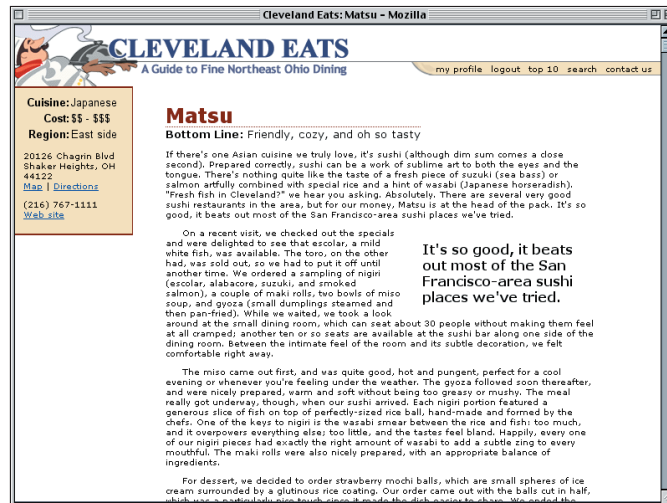 Cleveland Eats: Matsu - Mozilla
CLEVELAND EATS
A Guide to Fine Northeast Ohio Dining
my profile logout top 10 search contact us
Cuisine: Japanese
Cost: $$ - $$$
Region: East side
20126 Chagrin Blvd
Shaker Heights, OH
44122
Map | Directions
(216) 767-1111
Web site
Matsu
Bottom Line: Friendly, cozy, and oh so tasty
If there's one Asian cuisine we truly love, it's sushi (although dim sum comes a close
second). Prepared correctly, sushi can be a work of sublime art to both the eyes and the
tongue. There's nothing quite like the taste of a fresh piece of suzuki (sea bass) or
salmon artfully combined with special rice and a hint of wasabi (Japanese horseradish).
"Fresh fish in Cleveland?" we hear you asking. Absolutely. There are several very good
sushi restaurants in the area, but for our money, Matsu is at the head of the pack. It's so
good, it beats out most of the San Francisco-area sushi places we've tried.
On a recent visit, we checked out the specials
and were delighted to see that escolar, a mild
white fish, was available. The toro, on the other
had, was sold out, so we had to put it off until
another time. We ordered a sampling of nigiri
(escolar, alabacore, suzuki, and smoked
salmon), a couple of maki rolls, two bowls of miso
soup, and gyoza (small dumplings steamed and
then pan-fried). While we waited, we took a look
around at the small dining room, which can seat about 30 people without making them feel
at all cramped; another ten or so seats are available at the sushi bar along one side of the
dining room. Between the intimate feel of the room and its subtle decoration, we felt
comfortable right away.
It's so good, it beats
out most of the San
Francisco-area sushi
places we've tried.
The miso came out first, and was quite good, hot and pungent, perfect for a cool
evening or whenever you're feeling under the weather. The gyoza followed soon thereafter,
and were nicely prepared, warm and soft without being too greasy or mushy. The meal
really got underway, though, when our sushi arrived. Each nigiri portion featured a
generous slice of fish on top of perfectly-sized rice ball, hand-made and formed by the
chefs. One of the keys to nigiri is the wasabi smear between the rice and fish: too much,
and it overpowers everything else; too little, and the tastes feel bland. Happily, every one
of our nigiri pieces had exactly the right amount of wasabi to add a subtle zing to every
mouthful. The maki rolls were also nicely prepared, with an appropriate balance of
ingredients.
For dessert, we decided to order strawberry mochi balls, which are small spheres of ice
cream surrounded by a glutinous rice coating. Our order came out with the balls cut in half,
which was a particularly nice touch since it made the dish easier to share. We ended the